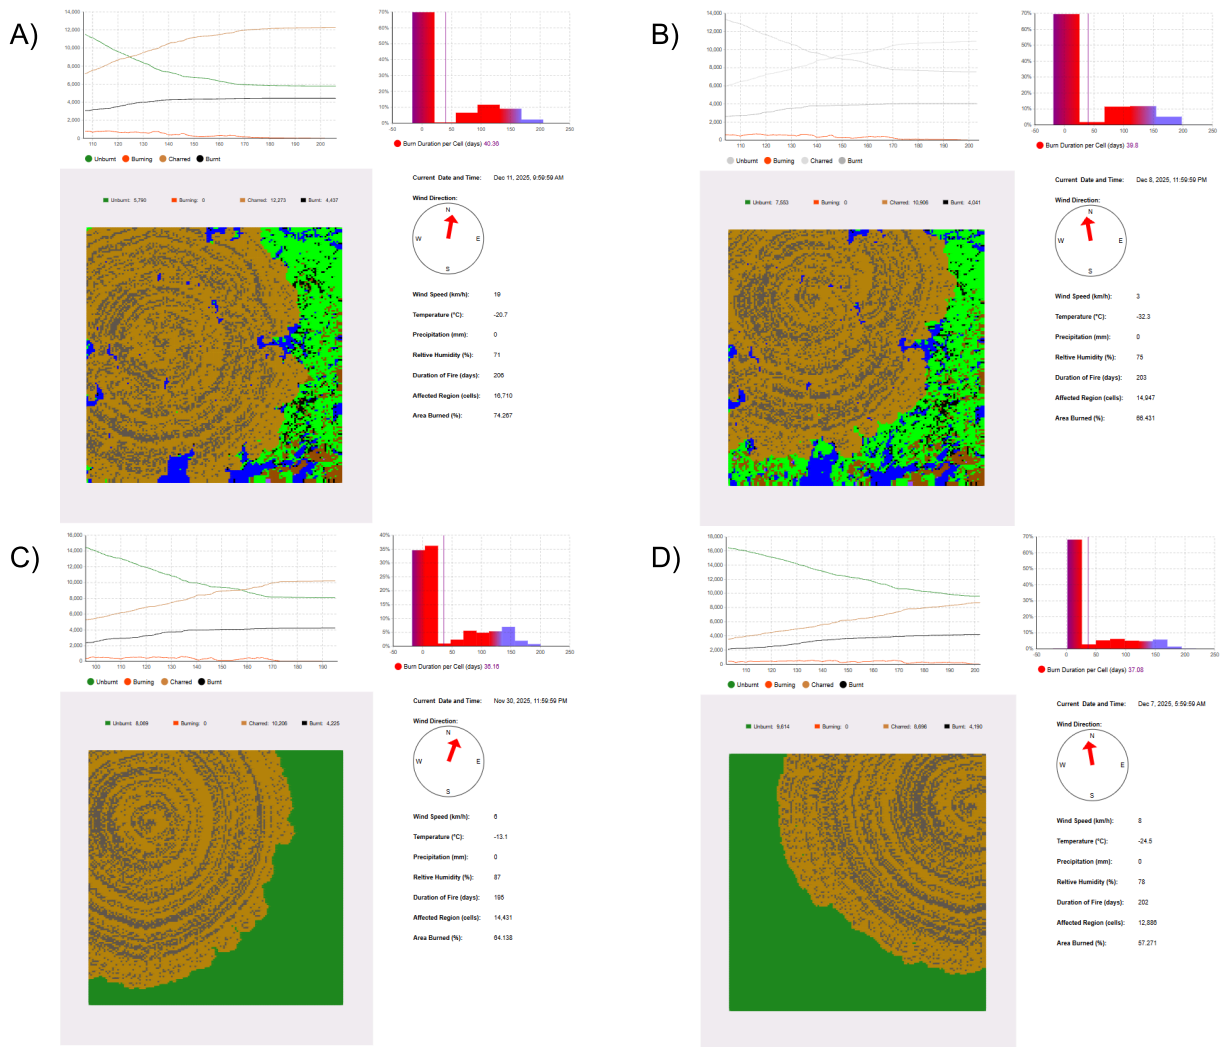 A)
14,000
12,000
10,000
8,000
6,000
4,000
2,000
0
110 120 130 140 150 160 170 180 190 200
Unburnt Burning Charred Burnt
70%
60%
50%
40%
30%
20%
10%
0%
-50 0 50 100 150 200 250
Burn Duration per Cell (days) 40.36
Unburnt: 5,790 Burning: 0 Charred: 12,273 Burnt: 4,437
Current Date and Time: Dec 11, 2025, 9:59:59 AM
Wind Direction:
N
W E
S
Wind Speed (km/h): 19
Temperature (°C): -20.7
Precipitation (mm): 0
Reltive Humidity (%): 71
Duration of Fire (days): 206
Affected Region (cells): 16,710
Area Burned (%): 74.267
B)
14,000
12,000
10,000
8,000
6,000
4,000
2,000
0
110 120 130 140 150 160 170 180 190 200
Unburnt Burning Charred Burnt
70%
60%
50%
40%
30%
20%
10%
0%
-50 0 50 100 150 200 250
Burn Duration per Cell (days) 39.8
Unburnt: 7,553 Burning: 0 Charred: 10,906 Burnt: 4,041
Current Date and Time: Dec 8, 2025, 11:59:59 PM
Wind Direction:
N
W E
S
Wind Speed (km/h): 3
Temperature (°C): -32.3
Precipitation (mm): 0
Reltive Humidity (%): 75
Duration of Fire (days): 203
Affected Region (cells): 14,947
Area Burned (%): 66.431
C)
16,000
14,000
12,000
10,000
8,000
6,000
4,000
2,000
0
100 110 120 130 140 150 160 170 180 190
Unburnt Burning Charred Burnt
40%
35%
30%
25%
20%
15%
10%
5%
0%
-50 0 50 100 150 200 250
Burn Duration per Cell (days) 36.16
Unburnt: 8,069 Burning: 0 Charred: 10,206 Burnt: 4,225
Current Date and Time: Nov 30, 2025, 11:59:59 PM
Wind Direction:
N
W E
S
Wind Speed (km/h): 6
Temperature (°C): -13.1
Precipitation (mm): 0
Reltive Humidity (%): 87
Duration of Fire (days): 195
Affected Region (cells): 14,431
Area Burned (%): 64.138
D)
18,000
16,000
14,000
12,000
10,000
8,000
6,000
4,000
2,000
0
110 120 130 140 150 160 170 180 190 200
Unburnt Burning Charred Burnt
70%
60%
50%
40%
30%
20%
10%
0%
-50 0 50 100 150 200 250
Burn Duration per Cell (days) 37.08
Unburnt: 9,614 Burning: 0 Charred: 8,696 Burnt: 4,190
Current Date and Time: Dec 7, 2025, 5:59:59 AM
Wind Direction:
N
W E
S
Wind Speed (km/h): 8
Temperature (°C): -24.5
Precipitation (mm): 0
Reltive Humidity (%): 78
Duration of Fire (days): 202
Affected Region (cells): 12,886
Area Burned (%): 57.271